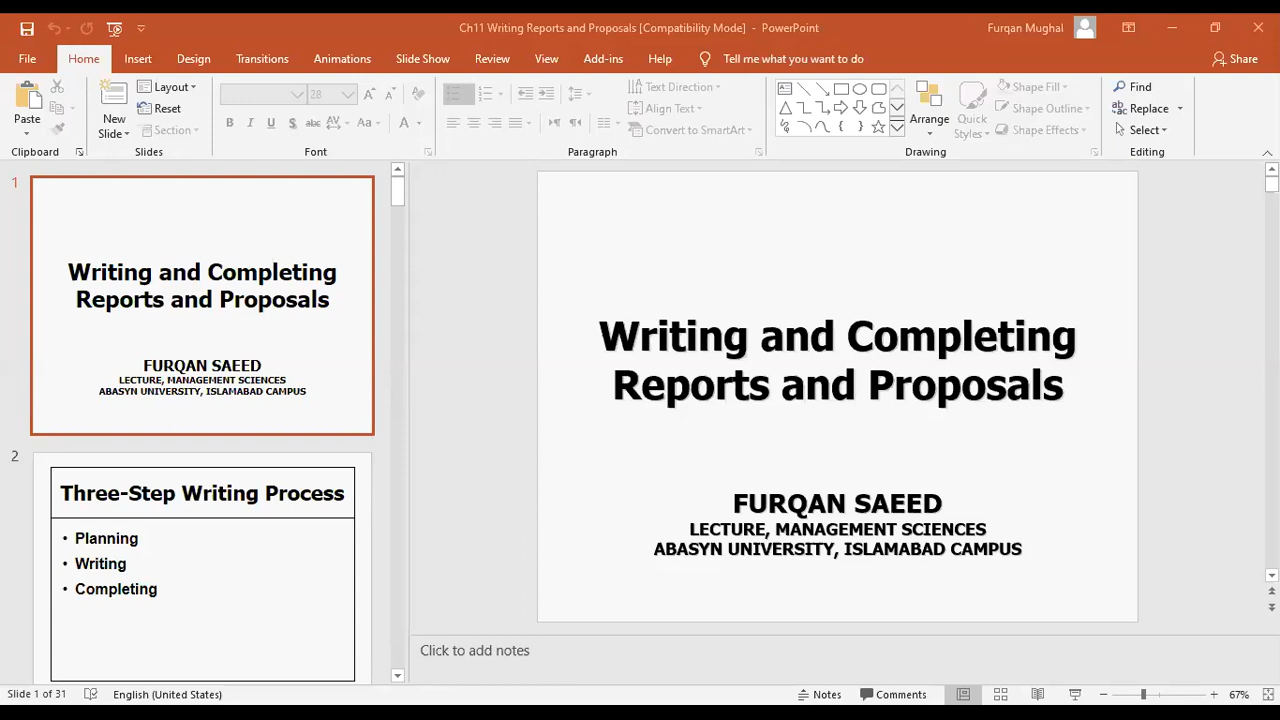 Ch11 Writing Reports and Proposals [Compatibility Mode] - PowerPoint
Furqan Mughal
File Home Insert Design Transitions Animations Slide Show Review View Add-ins Help Tell me what you want to do Share
Paste
New
Slide
Layout
Reset
Section
28
B I U S abc AV Aa A
Text Direction
Align Text
Convert to SmartArt
Arrange
Quick
Styles
Shape Fill
Shape Outline
Shape Effects
Find
Replace
Select
Clipboard Slides Font Paragraph Drawing Editing
1
Writing and Completing
Reports and Proposals
FURQAN SAEED
LECTURE, MANAGEMENT SCIENCES
ABASYN UNIVERSITY, ISLAMABAD CAMPUS
2
Three-Step Writing Process
• Planning
• Writing
• Completing
Writing and Completing
Reports and Proposals
FURQAN SAEED
LECTURE, MANAGEMENT SCIENCES
ABASYN UNIVERSITY, ISLAMABAD CAMPUS
Click to add notes
Slide 1 of 31 English (United States) Notes Comments 67%